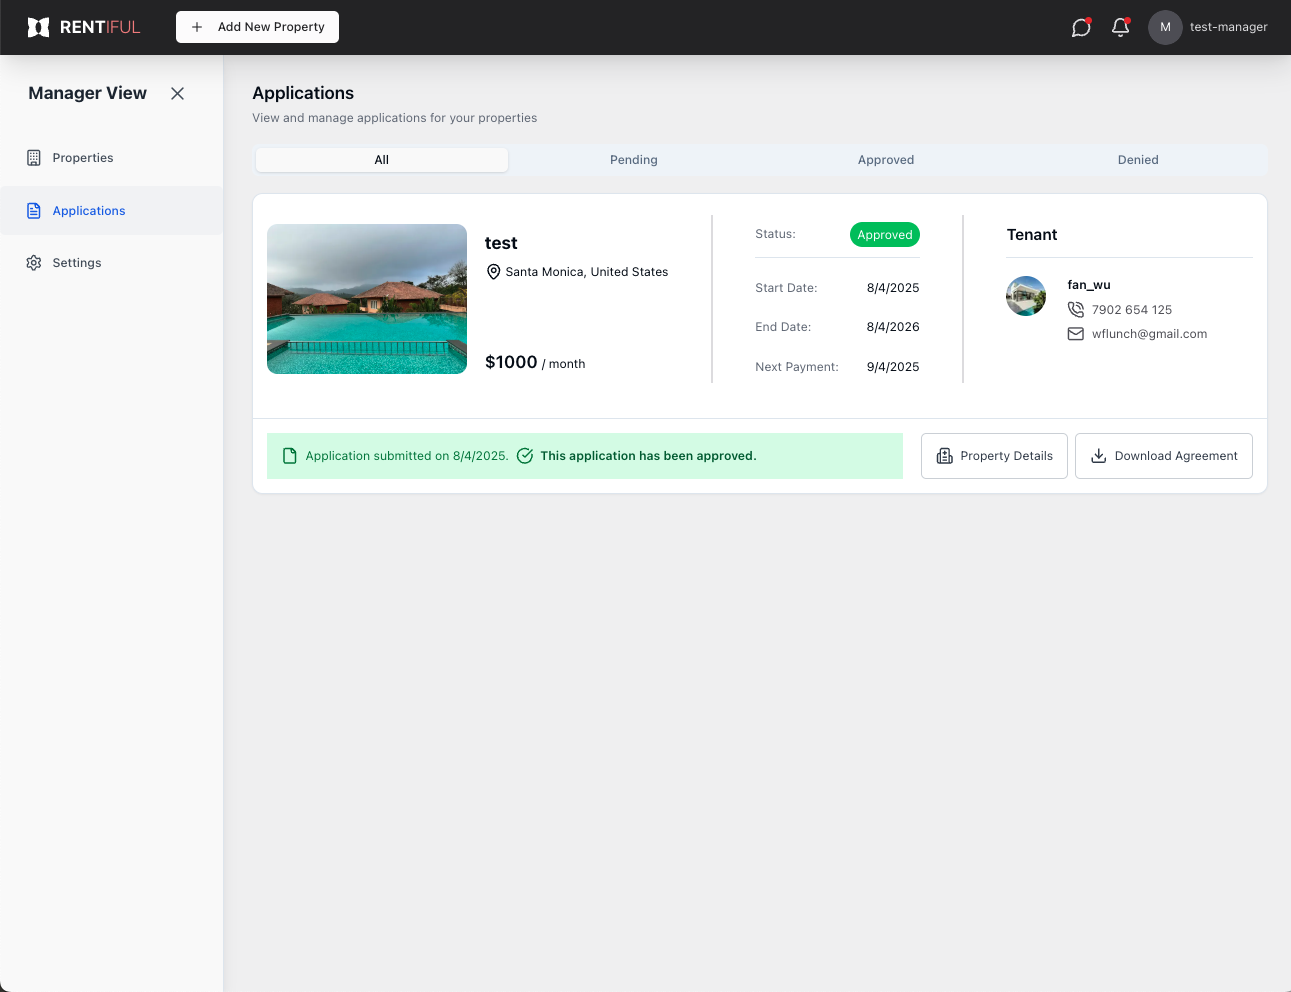 RENTIFUL
Add New Property
M
test-manager
Manager View
Properties
Applications
Settings
Applications
View and manage applications for your properties
All
Pending
Approved
Denied
test
Santa Monica, United States
$1000 / month
Status:
Approved
Start Date:
8/4/2025
End Date:
8/4/2026
Next Payment:
9/4/2025
Tenant
fan_wu
7902 654 125
wflunch@gmail.com
Application submitted on 8/4/2025. This application has been approved.
Property Details
Download Agreement